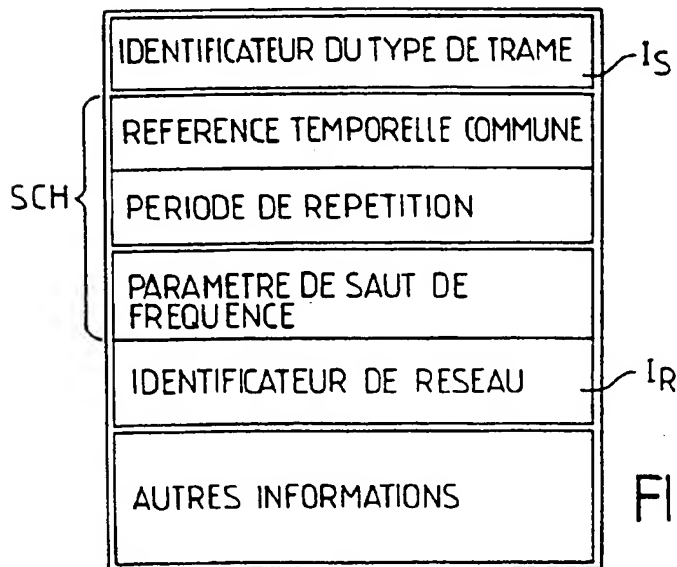 IDENTIFICATEUR DU TYPE DE TRAME
IS
REFERENCE TEMPORELLE COMMUNE
SCH
PERIODE DE REPETITION
PARAMETRE DE SAUT DE
FREQUENCE
IDENTIFICATEUR DE RESEAU
IR
AUTRES INFORMATIONS
FI